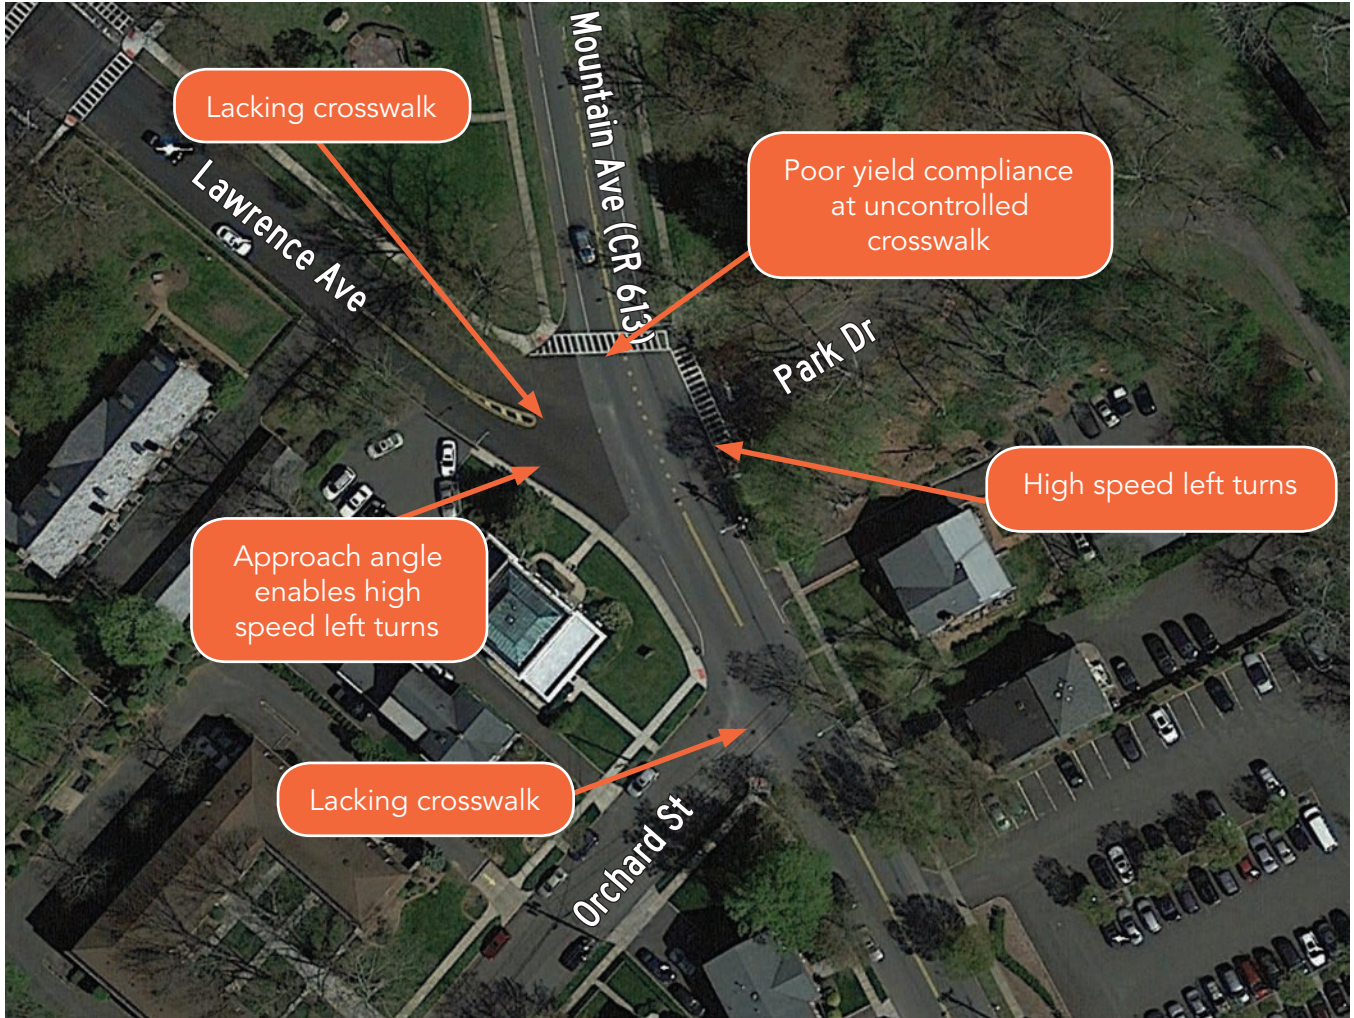 Mountain Ave (CR 613)
Lacking crosswalk
Poor yield compliance
at uncontrolled
crosswalk
Lawrence Ave
Park Dr
High speed left turns
Approach angle
enables high
speed left turns
Lacking crosswalk
Orchard St